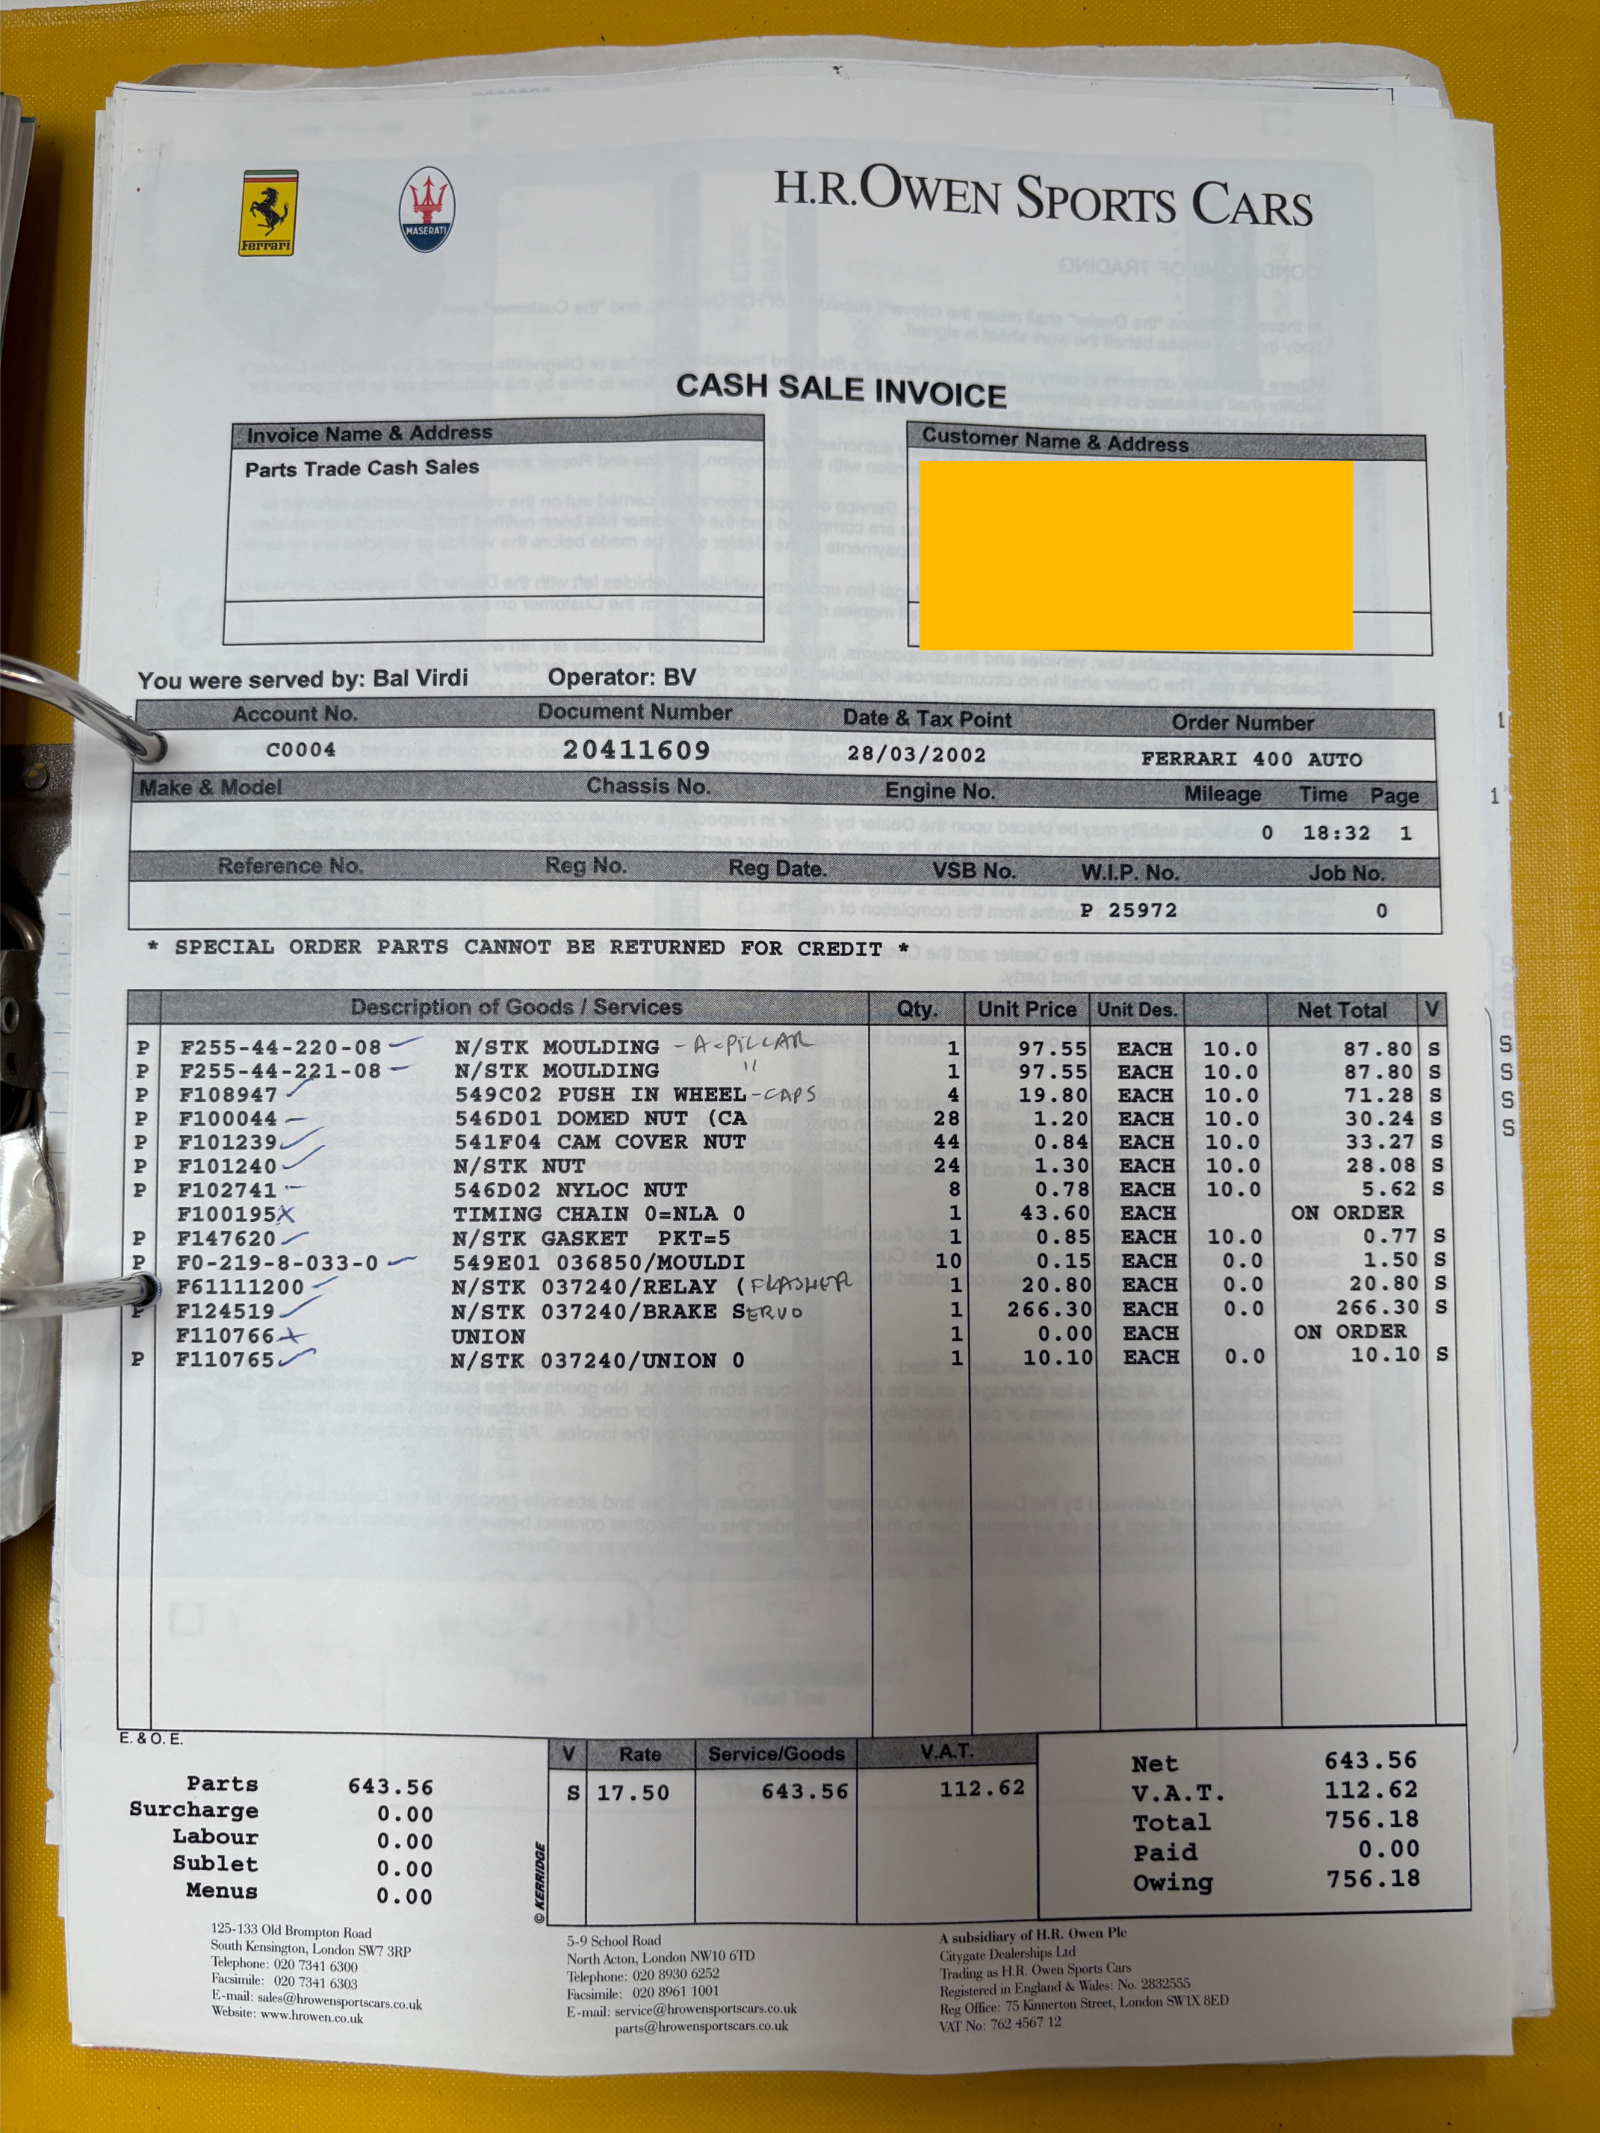 Ferrari
MASERATI
H.R.OWEN SPORTS CARS
CASH SALE INVOICE
Invoice Name & Address
Parts Trade Cash Sales
Customer Name & Address
You were served by: Bal Virdi Operator: BV
Account No. Document Number Date & Tax Point Order Number
C0004 20411609 28/03/2002 FERRARI 400 AUTO
Make & Model Chassis No. Engine No. Mileage Time Page
0 18:32 1
Reference No. Reg No. Reg Date. VSB No. W.I.P. No. Job No.
P 25972 0
* SPECIAL ORDER PARTS CANNOT BE RETURNED FOR CREDIT *
Description of Goods / Services Qty. Unit Price Unit Des. Net Total V
P F255-44-220-08 N/STK MOULDING - A-PILLAR 1 97.55 EACH 10.0 87.80 S
P F255-44-221-08 N/STK MOULDING " 1 97.55 EACH 10.0 87.80 S
P F108947 549C02 PUSH IN WHEEL -CAPS 4 19.80 EACH 10.0 71.28 S
P F100044 546D01 DOMED NUT (CA 28 1.20 EACH 10.0 30.24 S
P F101239 541F04 CAM COVER NUT 44 0.84 EACH 10.0 33.27 S
P F101240 N/STK NUT 24 1.30 EACH 10.0 28.08 S
P F102741 546D02 NYLOC NUT 8 0.78 EACH 10.0 5.62 S
F100195 X TIMING CHAIN 0=NLA 0 1 43.60 EACH ON ORDER
P F147620 N/STK GASKET PKT=5 1 0.85 EACH 10.0 0.77 S
P F0-219-8-033-0 549E01 036850/MOULDI 10 0.15 EACH 0.0 1.50 S
F61111200 N/STK 037240/RELAY (FLASHER 1 20.80 EACH 0.0 20.80 S
P F124519 N/STK 037240/BRAKE SERVO 1 266.30 EACH 0.0 266.30 S
F110766 X UNION 1 0.00 EACH ON ORDER
P F110765 N/STK 037240/UNION 0 1 10.10 EACH 0.0 10.10 S
E. & O. E.
Parts 643.56
Surcharge 0.00
Labour 0.00
Sublet 0.00
Menus 0.00
© KERRIDGE
V Rate Service/Goods V.A.T.
S 17.50 643.56 112.62
Net 643.56
V.A.T. 112.62
Total 756.18
Paid 0.00
Owing 756.18
125-133 Old Brompton Road
South Kensington, London SW7 3RP
Telephone: 020 7341 6300
Facsimile: 020 7341 6303
E-mail: sales@hrowensportscars.co.uk
Website: www.hrowen.co.uk
5-9 School Road
North Acton, London NW10 6TD
Telephone: 020 8930 6252
Facsimile: 020 8961 1001
E-mail: service@hrowensportscars.co.uk
parts@hrowensportscars.co.uk
A subsidiary of H.R. Owen Plc
Citygate Dealerships Ltd
Trading as H.R. Owen Sports Cars
Registered in England & Wales: No. 2832555
Reg Office: 75 Kinnerton Street, London SW1X 8ED
VAT No: 762 4567 12
1
1
S
S
S
S